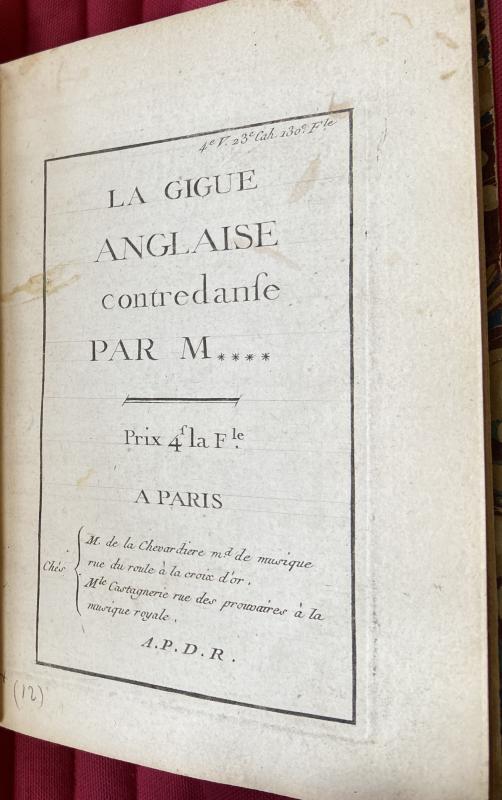 4ᵉ V. 23ᵉ Cah. 130ᵉ. Fˡᵉ
LA GIGUE
ANGLAISE
contredanſe
PAR M....
Prix 4ˢ la Fˡᵉ.
A PARIS
Chés
M. de la Chevardiere mᵈ de musique
rue du roule à la croix d'or.
Mˡᵉ Castagnerie rue des prouvaires à la
musique royale.
A.P.D.R.
(12)